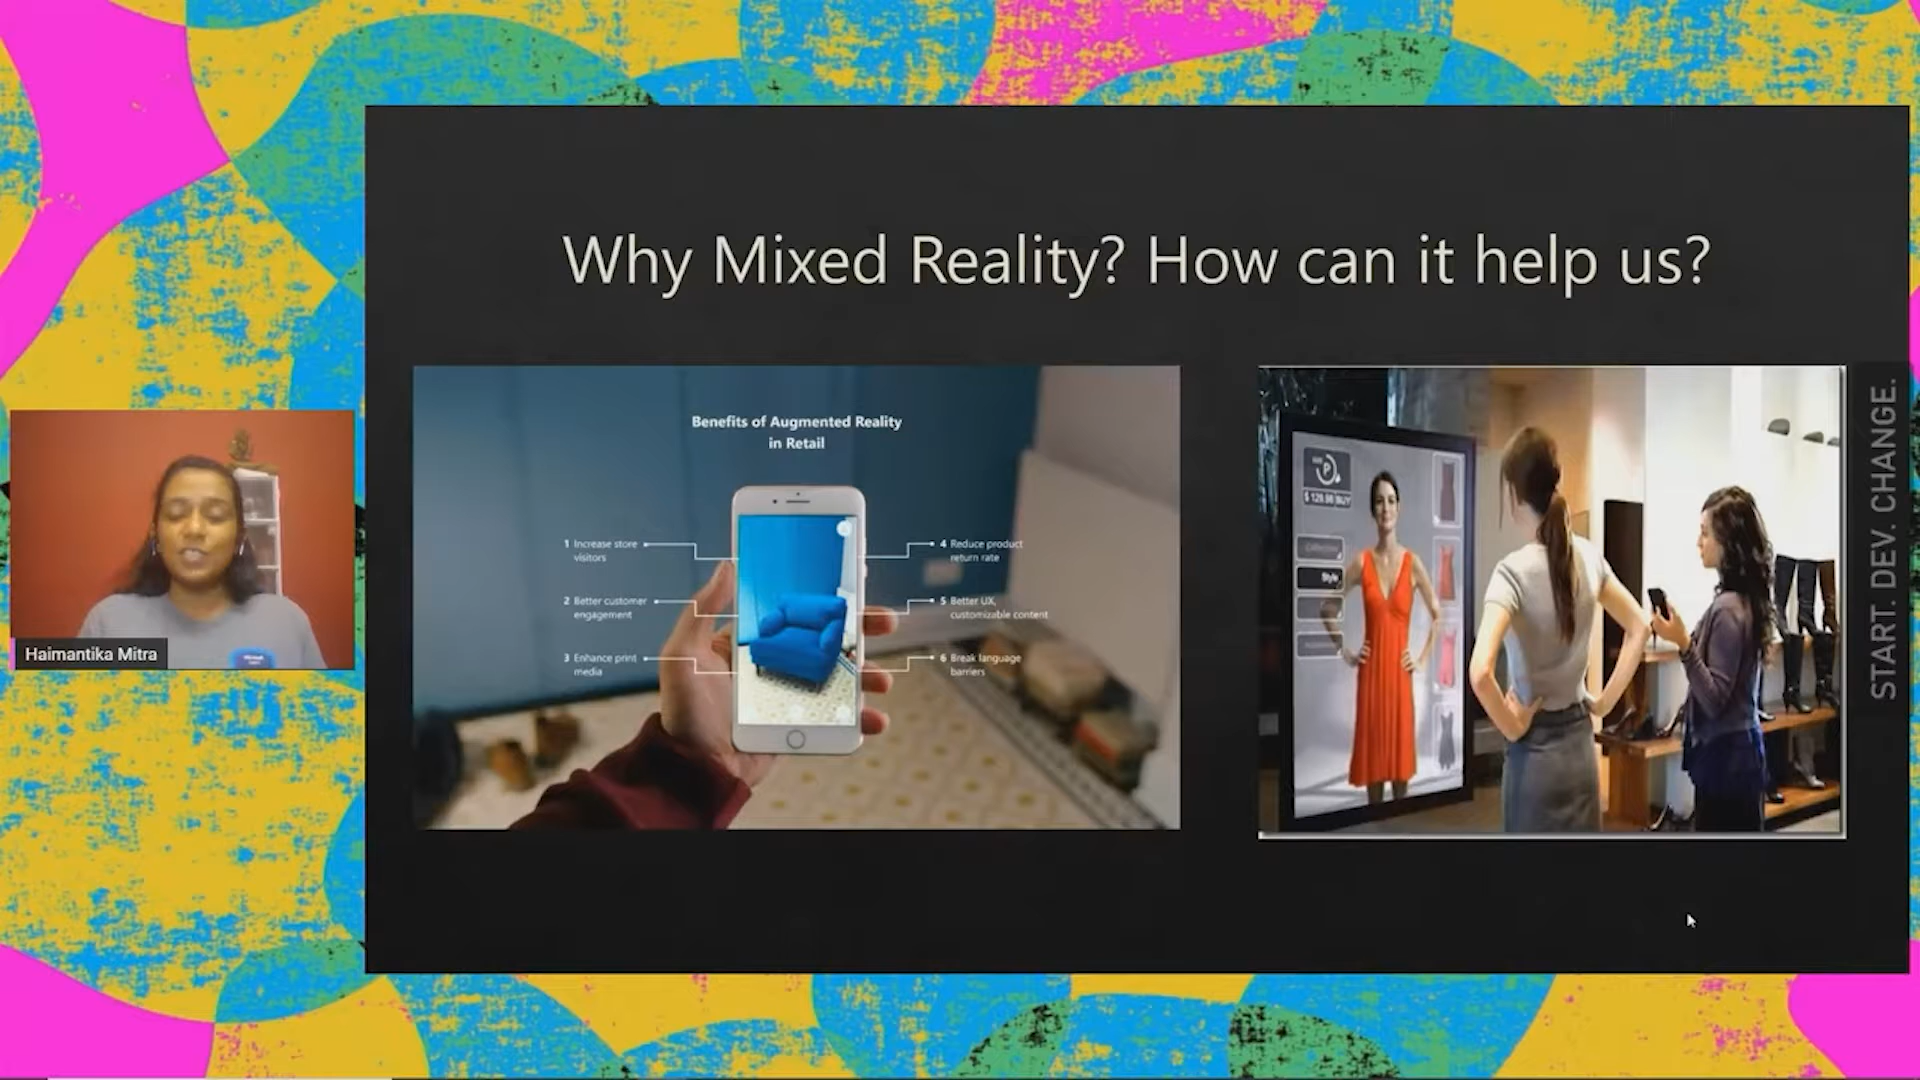 Why Mixed Reality? How can it help us?
Benefits of Augmented Reality
in Retail
1 Increase store
visitors
2 Better customer
engagement
3 Enhance print
media
4 Reduce product
return rate
5 Better UX,
customizable content
6 Break language
barriers
P
BUY
Style
START. DEV. CHANGE.
Haimantika Mitra